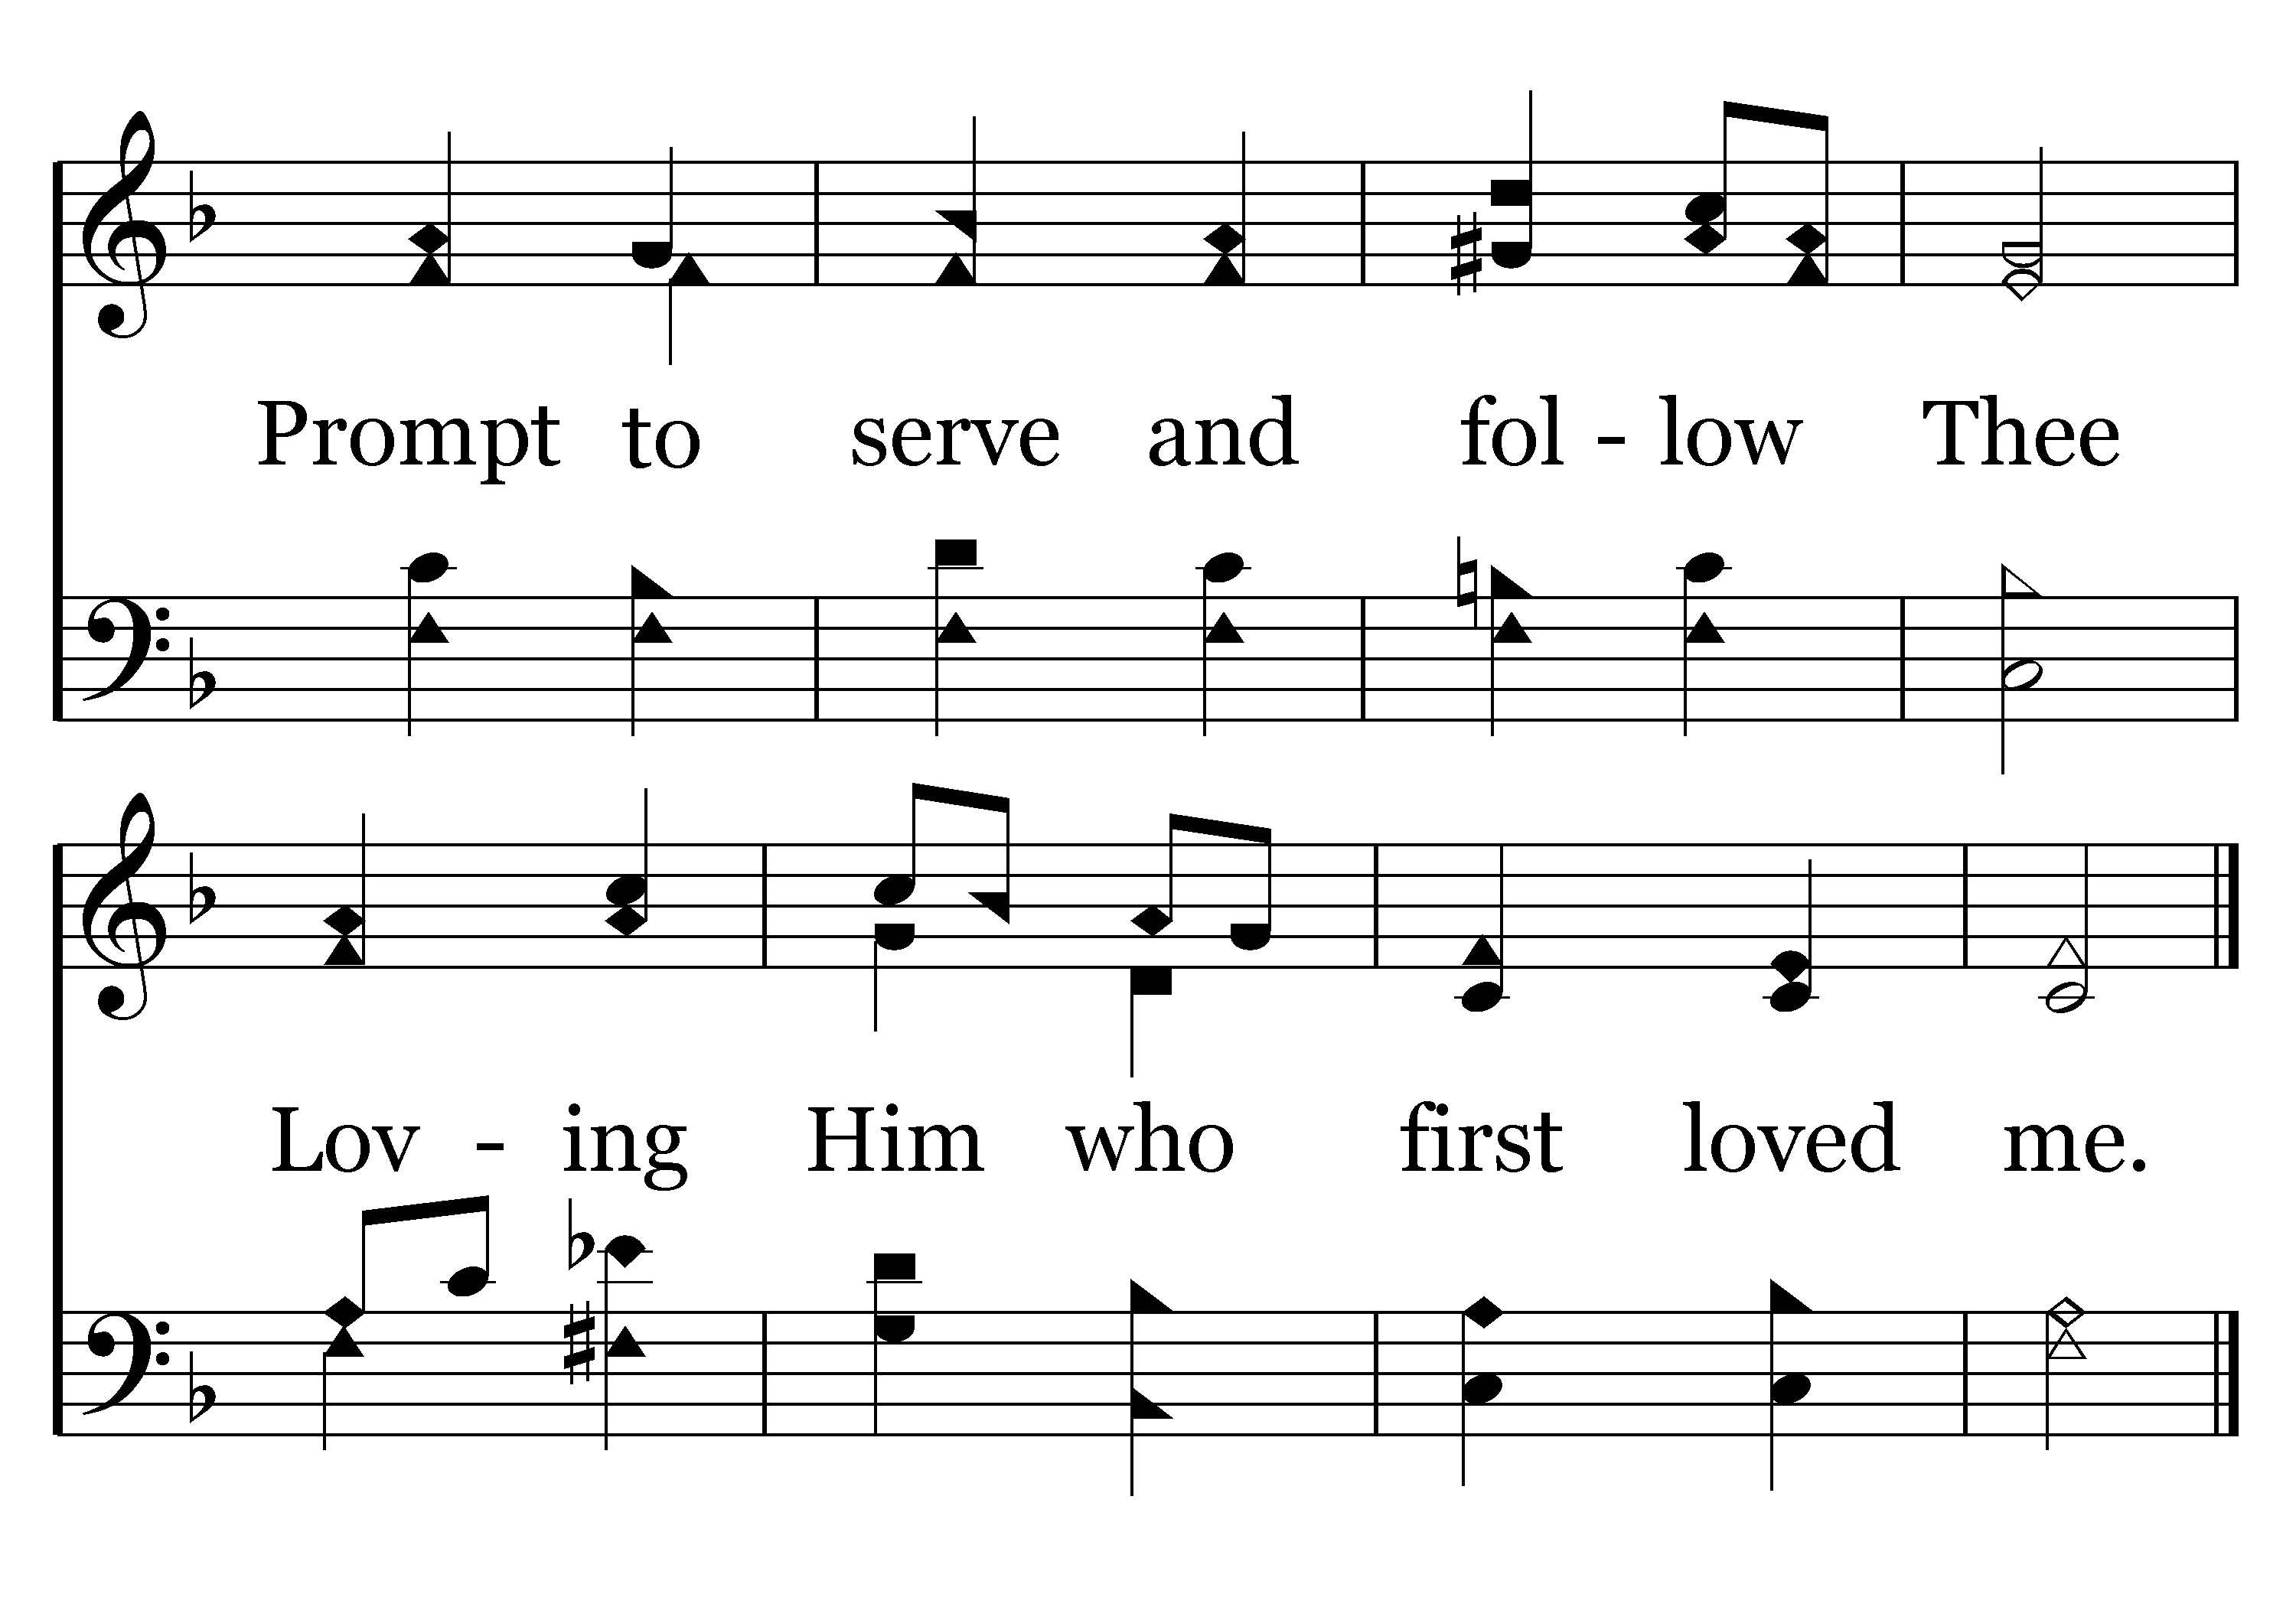 Prompt to serve and fol - low Thee
Lov - ing Him who first loved me.